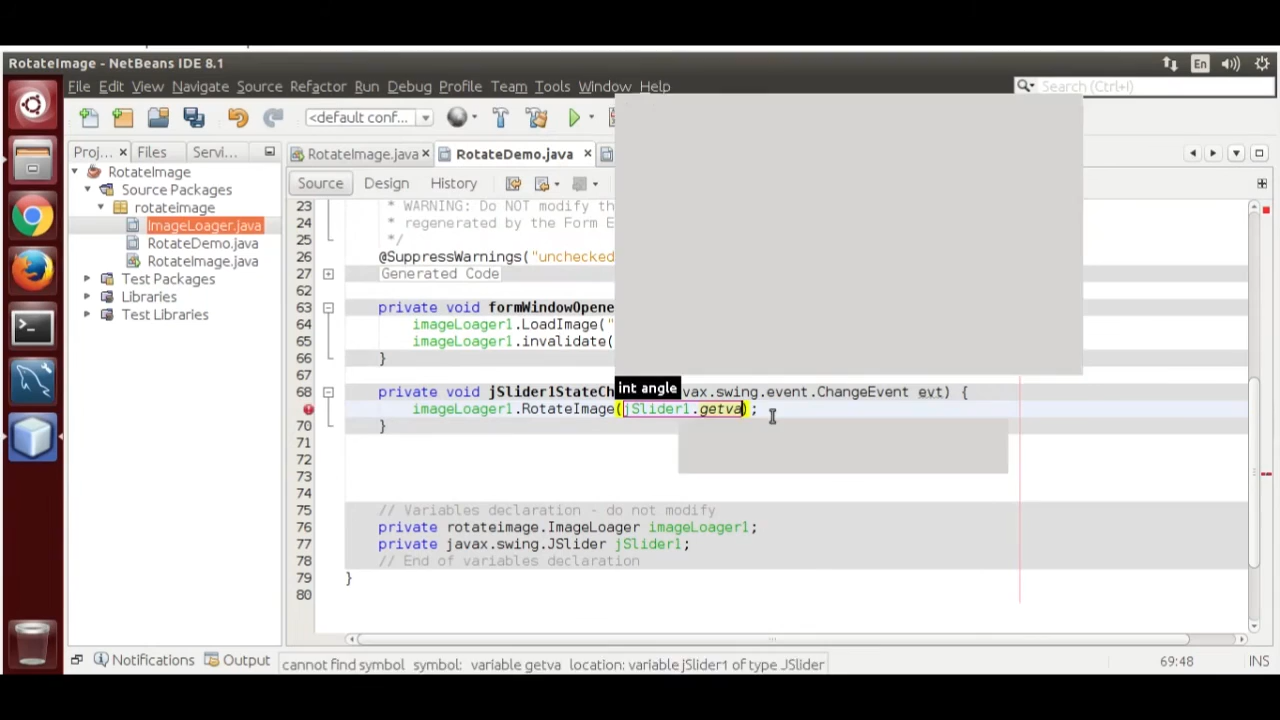 RotateImage - NetBeans IDE 8.1
En
File Edit View Navigate Source Refactor Run Debug Profile Team Tools Window Help
Search (Ctrl+I)
<default conf...
Proj... Files Servi...
RotateImage.java RotateDemo.java
RotateImage
Source Packages
rotateimage
ImageLoager.java
RotateDemo.java
RotateImage.java
Test Packages
Libraries
Test Libraries
Source Design History
23 * WARNING: Do NOT modify th
24 * regenerated by the Form E
25 */
26 @SuppressWarnings("unchecked
27 Generated Code
62
63 private void formWindowOpene
64 imageLoager1.LoadImage("
65 imageLoager1.invalidate(
66 }
67
int angle
68 private void jSlider1StateCh vax.swing.event.ChangeEvent evt) {
imageLoager1.RotateImage(jSlider1.getva);
70 }
71
72
73
74
75 // Variables declaration - do not modify
76 private rotateimage.ImageLoager imageLoager1;
77 private javax.swing.JSlider jSlider1;
78 // End of variables declaration
79 }
80
Notifications Output
cannot find symbol symbol: variable getva location: variable jSlider1 of type JSlider
69:48 INS